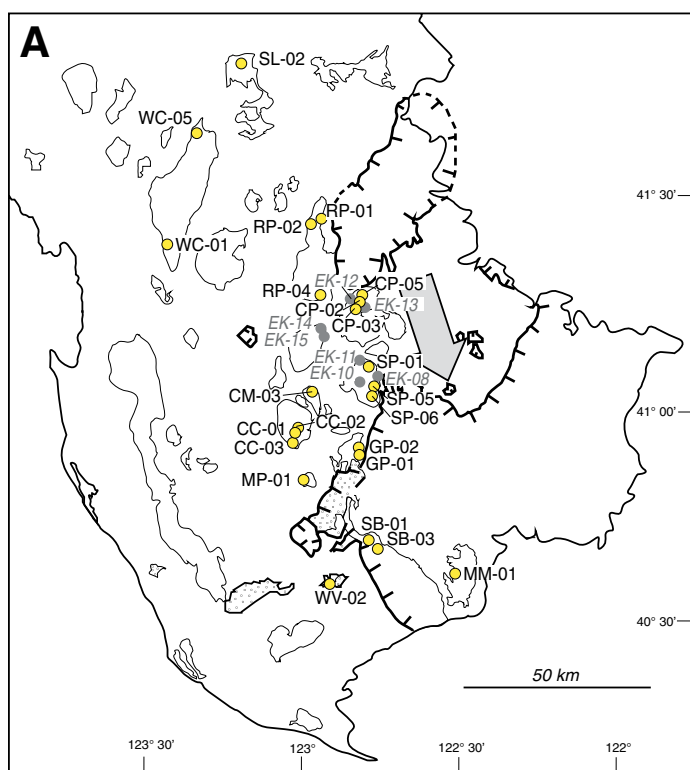 A
SL-02
WC-05
41° 30'
RP-01
RP-02
WC-01
EK-12
CP-05
RP-04
EK-13
CP-02
EK-14
CP-03
EK-15
EK-11
SP-01
EK-10
EK-08
CM-03
SP-05
41° 00'
SP-06
CC-02
CC-01
CC-03
GP-02
GP-01
MP-01
SB-01
SB-03
MM-01
WV-02
40° 30'
50 km
123° 30'
123°
122° 30'
122°